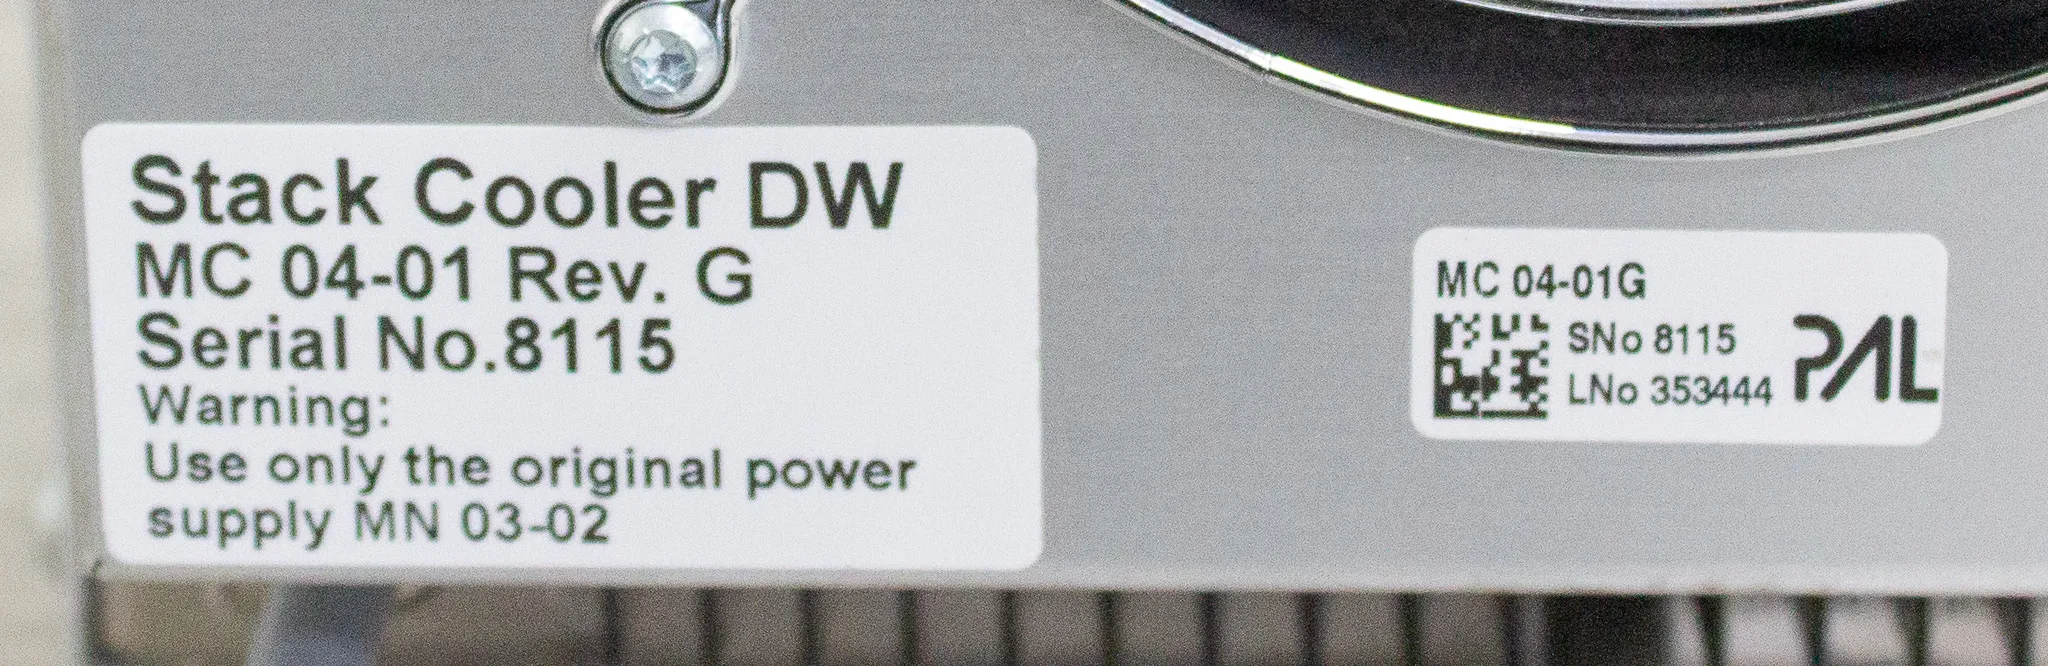 Stack Cooler DW
MC 04-01 Rev. G
Serial No.8115
Warning:
Use only the original power
supply MN 03-02
MC 04-01G
SNo 8115
LNo 353444
PAL